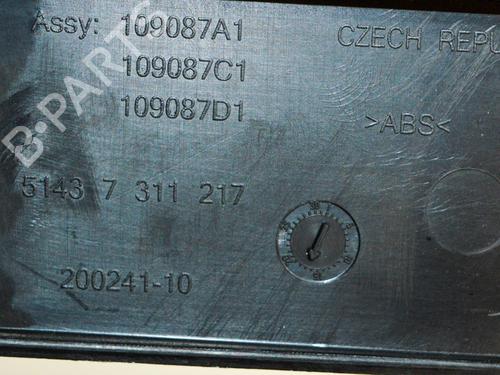 Assy: 109087A1 CZECH REPU
109087C1
109087D1 >ABS<
5143 7 311 217
200241-10
B-PARTS